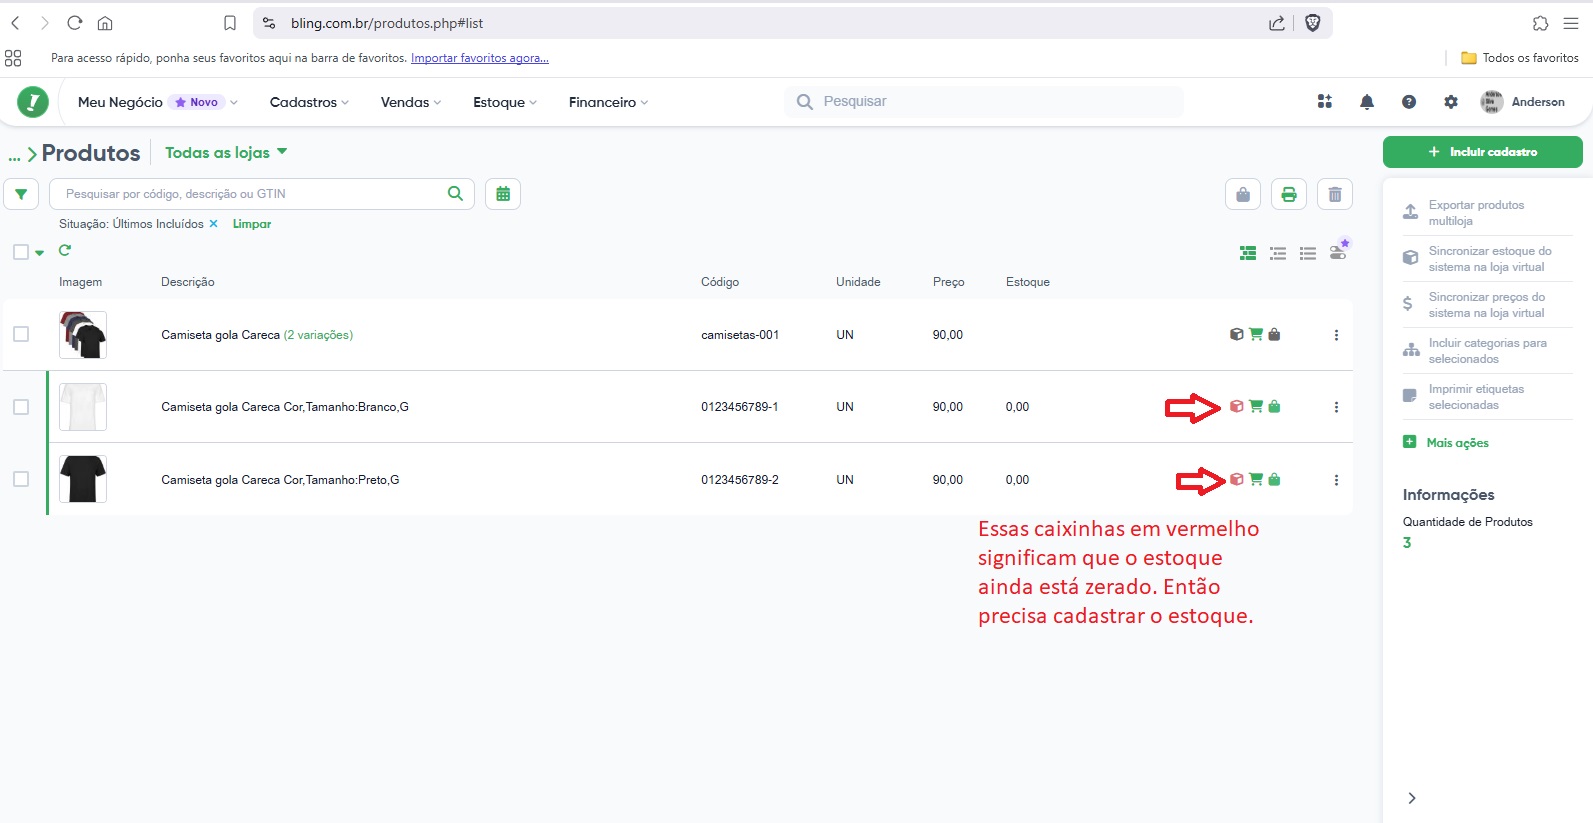 bling.com.br/produtos.php#list
Para acesso rápido, ponha seus favoritos aqui na barra de favoritos. Importar favoritos agora...
Todos os favoritos
Meu Negócio Novo Cadastros Vendas Estoque Financeiro Pesquisar Anderson
... Produtos Todas as lojas
Incluir cadastro
Pesquisar por código, descrição ou GTIN
Situação: Últimos Incluídos × Limpar
Imagem Descrição Código Unidade Preço Estoque
Camiseta gola Careca (2 variações) camisetas-001 UN 90,00
Camiseta gola Careca Cor,Tamanho:Branco,G 0123456789-1 UN 90,00 0,00
Camiseta gola Careca Cor,Tamanho:Preto,G 0123456789-2 UN 90,00 0,00
Essas caixinhas em vermelho
significam que o estoque
ainda está zerado. Então
precisa cadastrar o estoque.
Exportar produtos
multiloja
Sincronizar estoque do
sistema na loja virtual
Sincronizar preços do
sistema na loja virtual
Incluir categorias para
selecionados
Imprimir etiquetas
selecionadas
Mais ações
Informações
Quantidade de Produtos
3